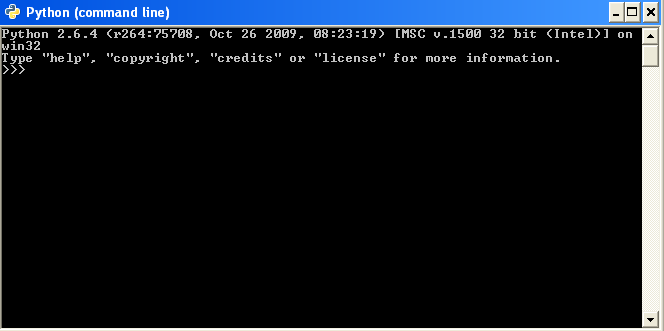 Python (command line)
Python 2.6.4 (r264:75708, Oct 26 2009, 08:23:19) [MSC v.1500 32 bit (Intel)] on
win32
Type "help", "copyright", "credits" or "license" for more information.
>>>